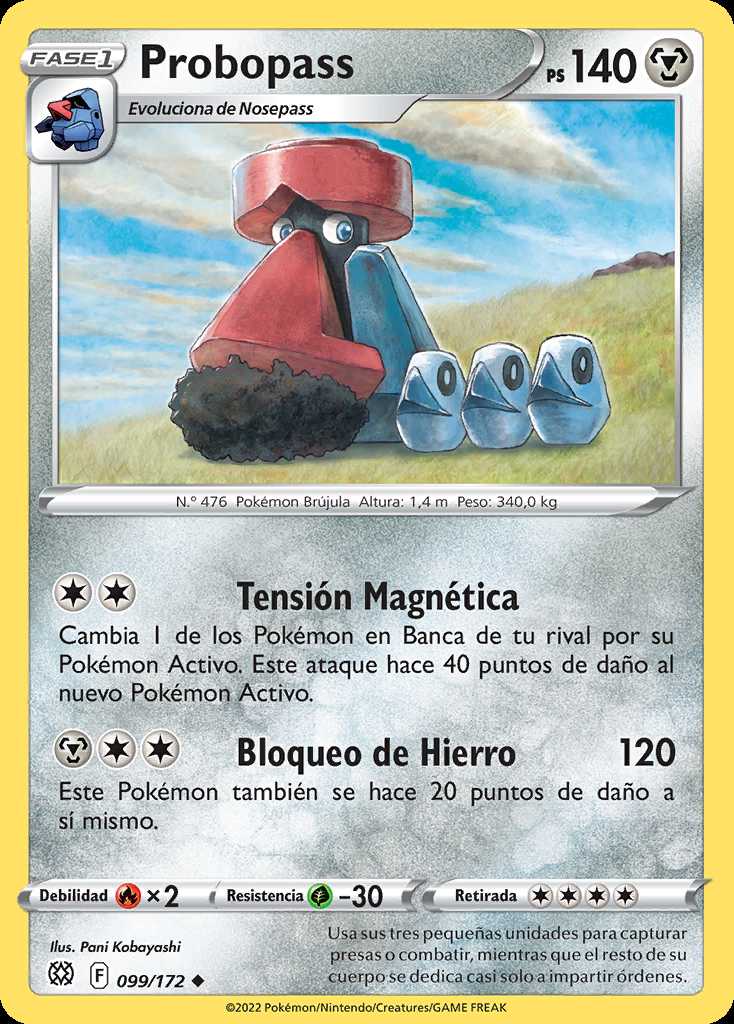 FASE 1
Probopass
PS 140
Evoluciona de Nosepass
N.º 476 Pokémon Brújula Altura: 1,4 m Peso: 340,0 kg
Tensión Magnética
Cambia 1 de los Pokémon en Banca de tu rival por su
Pokémon Activo. Este ataque hace 40 puntos de daño al
nuevo Pokémon Activo.
Bloqueo de Hierro 120
Este Pokémon también se hace 20 puntos de daño a
sí mismo.
Debilidad ×2 Resistencia -30 Retirada
Ilus. Pani Kobayashi
F 099/172
Usa sus tres pequeñas unidades para capturar
presas o combatir, mientras que el resto de su
cuerpo se dedica casi solo a impartir órdenes.
©2022 Pokémon/Nintendo/Creatures/GAME FREAK